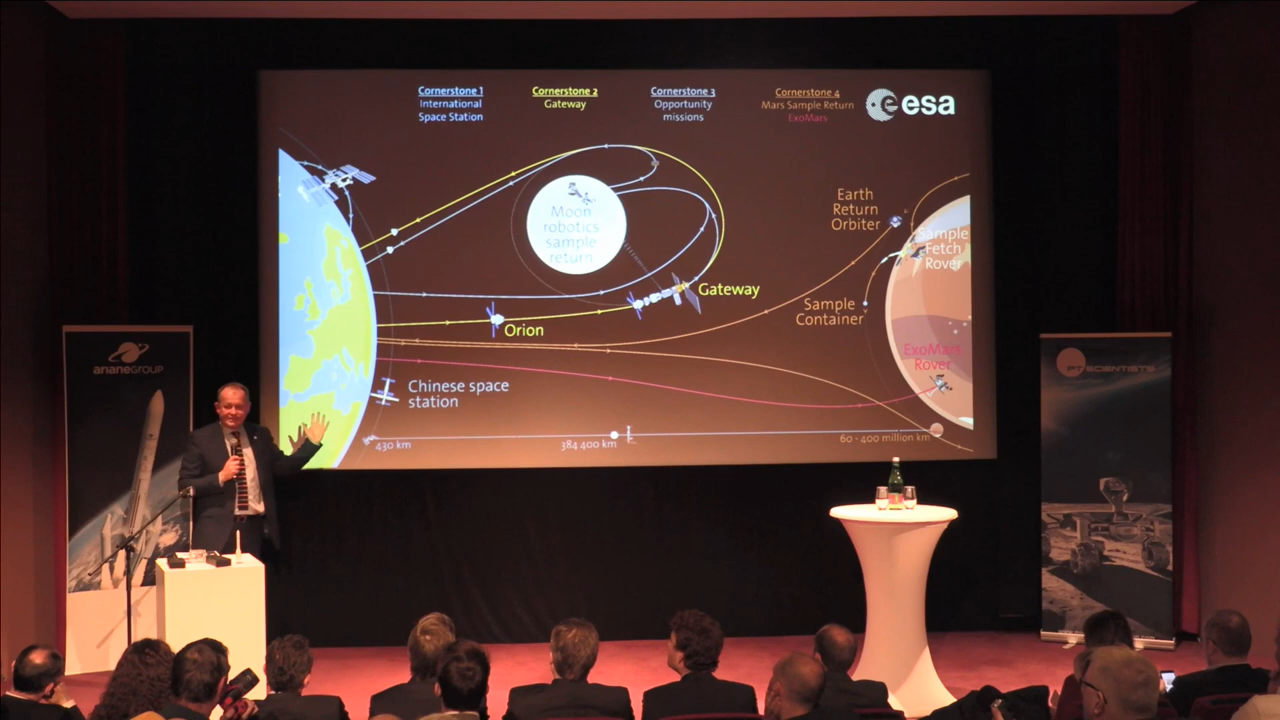 Cornerstone 1
International
Space Station
Cornerstone 2
Gateway
Cornerstone 3
Opportunity
missions
Cornerstone 4
Mars Sample Return
ExoMars
esa
Moon
robotics
sample
return
Earth
Return
Orbiter
Sample
Fetch
Rover
Gateway
Sample
Container
Orion
ExoMars
Rover
Chinese space
station
430 km
384 400 km
60 - 400 million km
arianeGROUP
PTSCIENTISTS